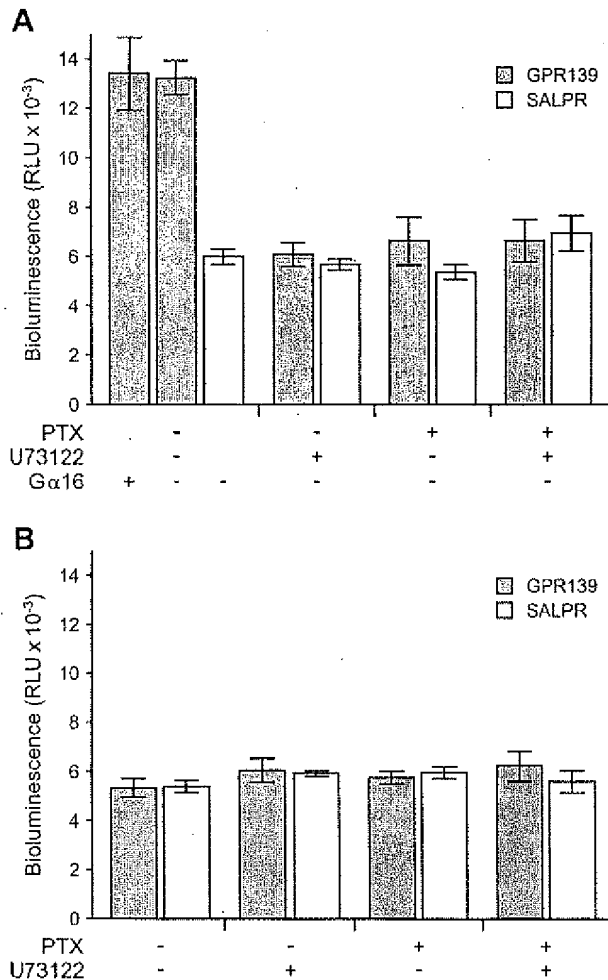 A
14
12
10
8
6
4
2
0
Bioluminescence (RLU x 10-3)
GPR139
SALPR
PTX - - + +
U73122 - + - +
Gα16 + - - - - -
B
14
12
10
8
6
4
2
0
Bioluminescence (RLU x 10-3)
GPR139
SALPR
PTX - - + +
U73122 - + - +